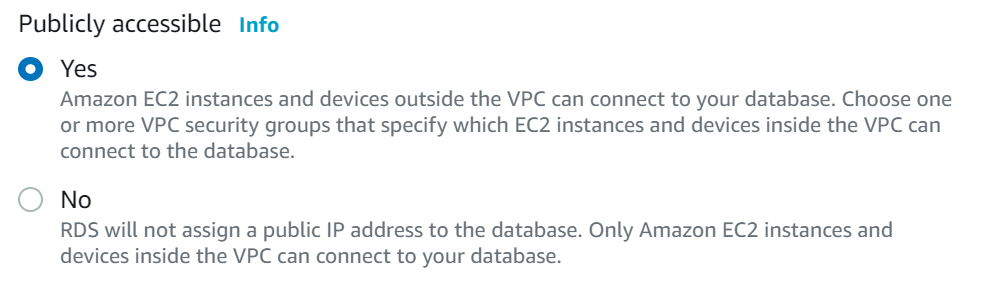 Publicly accessible Info
Yes
Amazon EC2 instances and devices outside the VPC can connect to your database. Choose one
or more VPC security groups that specify which EC2 instances and devices inside the VPC can
connect to the database.
No
RDS will not assign a public IP address to the database. Only Amazon EC2 instances and
devices inside the VPC can connect to your database.